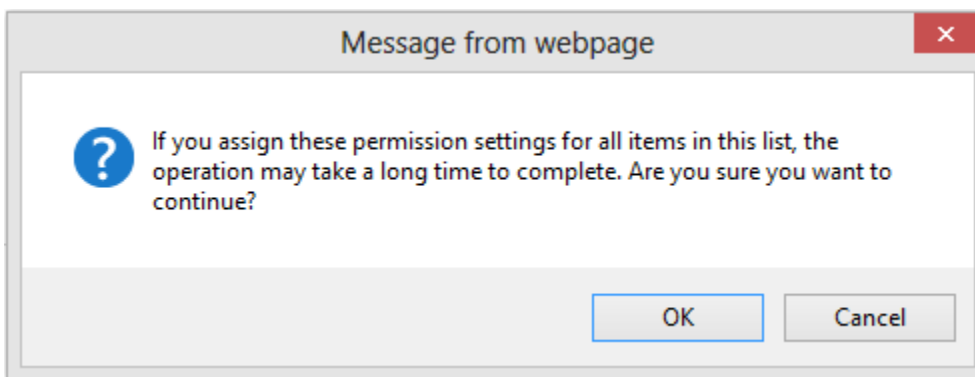 Message from webpage
If you assign these permission settings for all items in this list, the
operation may take a long time to complete. Are you sure you want to
continue?
OK
Cancel